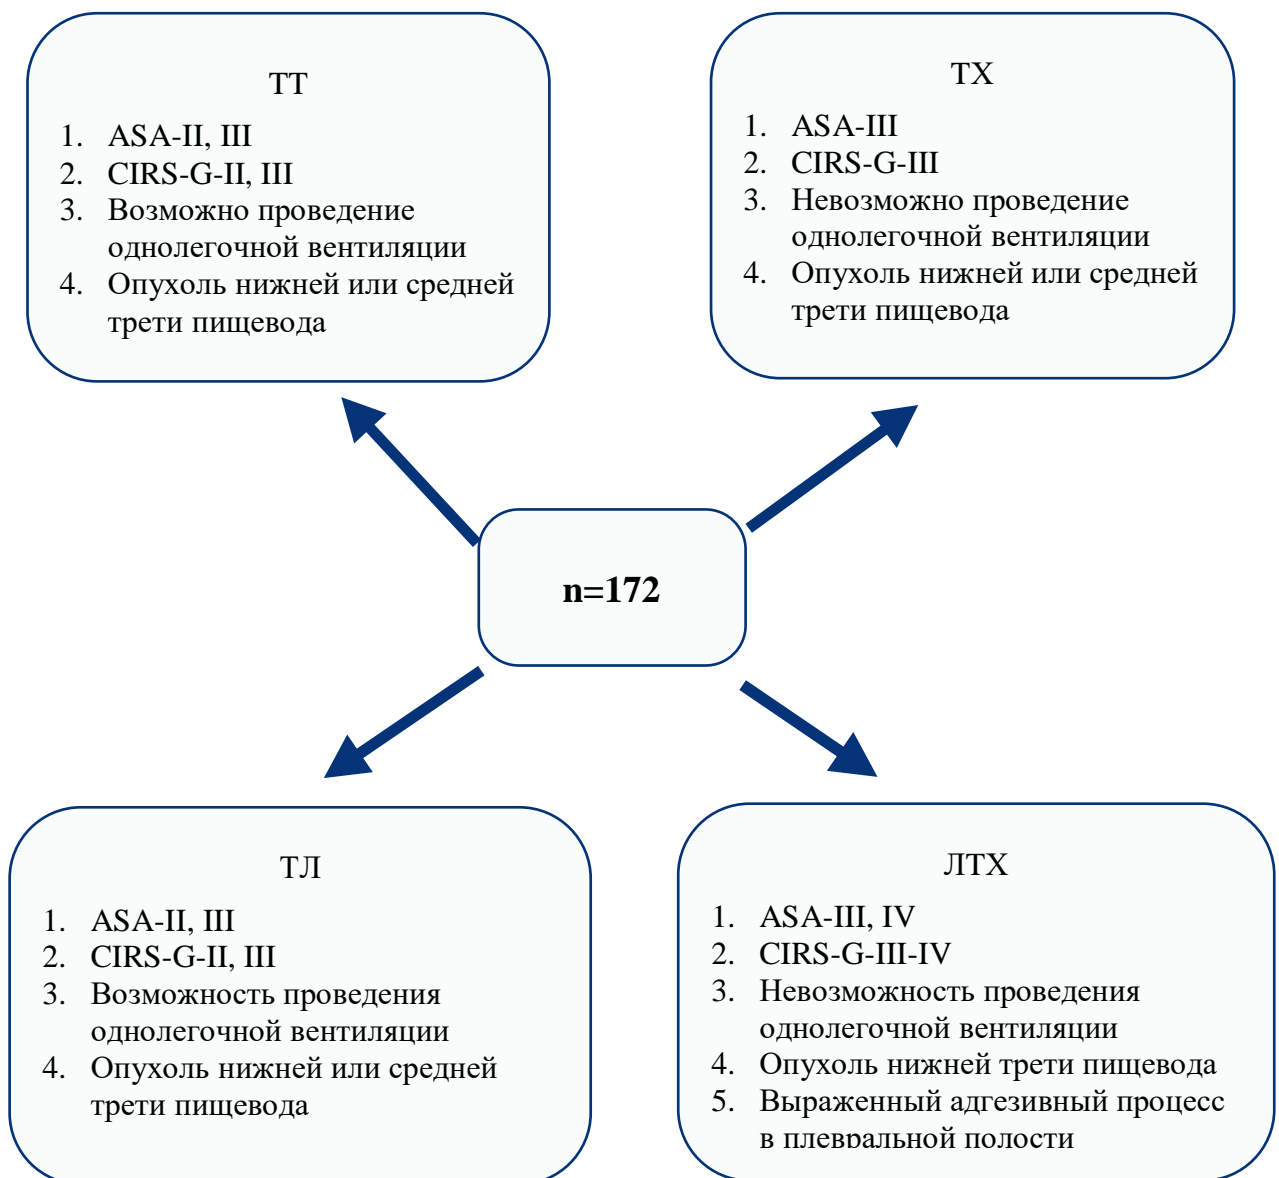 ТТ
1. ASA-II, III
2. CIRS-G-II, III
3. Возможно проведение
однолегочной вентиляции
4. Опухоль нижней или средней
трети пищевода
ТХ
1. ASA-III
2. CIRS-G-III
3. Невозможно проведение
однолегочной вентиляции
4. Опухоль нижней или средней
трети пищевода
n=172
ТЛ
1. ASA-II, III
2. CIRS-G-II, III
3. Возможность проведения
однолегочной вентиляции
4. Опухоль нижней или средней
трети пищевода
ЛТХ
1. ASA-III, IV
2. CIRS-G-III-IV
3. Невозможность проведения
однолегочной вентиляции
4. Опухоль нижней трети пищевода
5. Выраженный адгезивный процесс
в плевральной полости